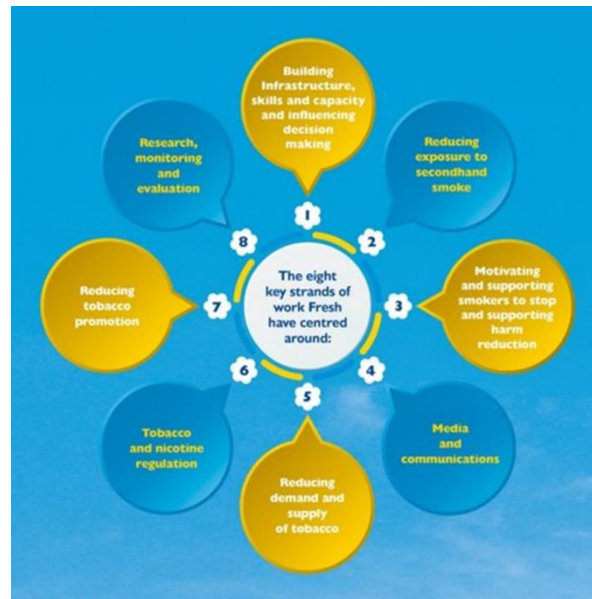 The eight
key strands of
work Fresh
have centred
around:
1
Building
Infrastructure,
skills and capacity
and influencing
decision
making
2
Reducing
exposure to
secondhand
smoke
3
Motivating
and supporting
smokers to stop
and supporting
harm
reduction
4
Media
and
communications
5
Reducing
demand and
supply
of tobacco
6
Tobacco
and nicotine
regulation
7
Reducing
tobacco
promotion
8
Research,
monitoring
and
evaluation